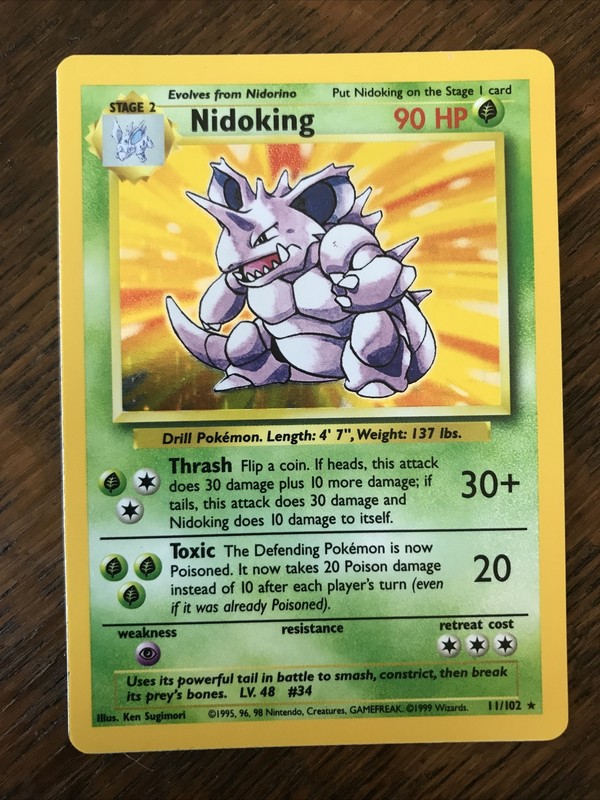 Evolves from Nidorino
Put Nidoking on the Stage 1 card
STAGE 2
Nidoking
90 HP
Drill Pokémon. Length: 4' 7", Weight: 137 lbs.
Thrash Flip a coin. If heads, this attack
does 30 damage plus 10 more damage; if
tails, this attack does 30 damage and
Nidoking does 10 damage to itself.
30+
Toxic The Defending Pokémon is now
Poisoned. It now takes 20 Poison damage
instead of 10 after each player's turn (even
if it was already Poisoned).
20
weakness
resistance
retreat cost
Uses its powerful tail in battle to smash, constrict, then break
its prey's bones. LV. 48 #34
Illus. Ken Sugimori
©1995, 96, 98 Nintendo, Creatures, GAMEFREAK. ©1999 Wizards.
11/102 ★